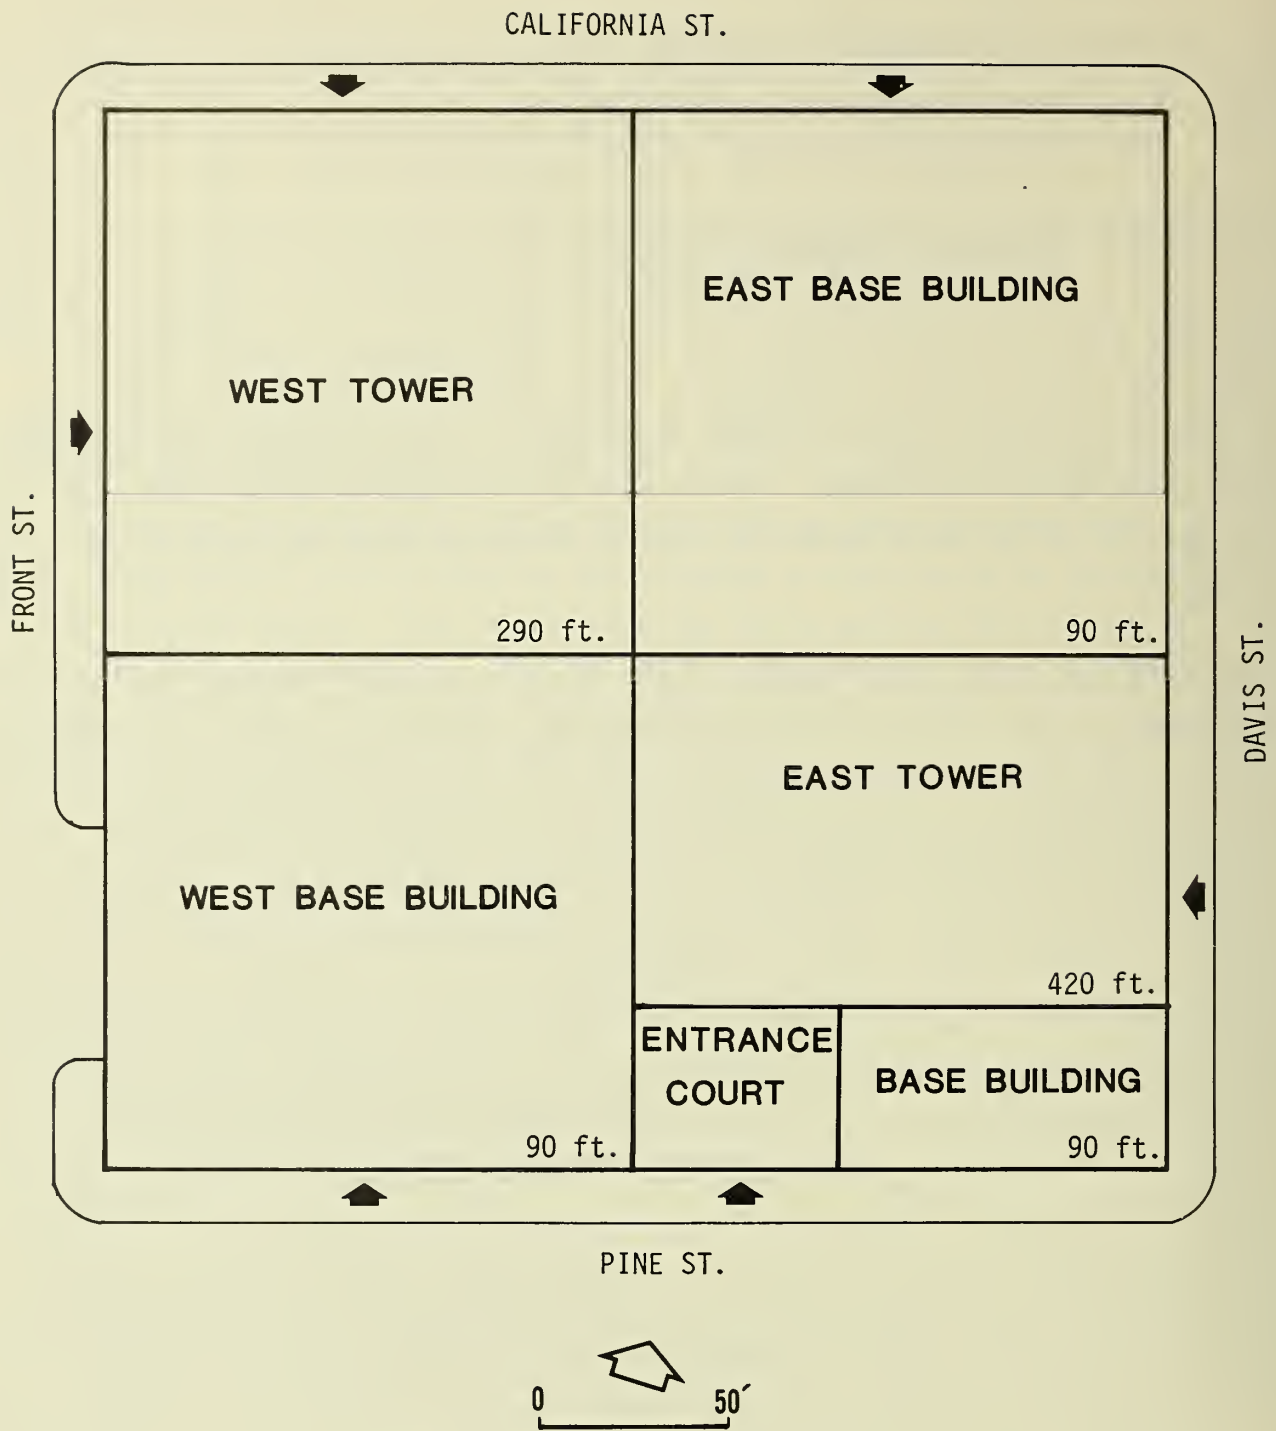 CALIFORNIA ST.
EAST BASE BUILDING
WEST TOWER
FRONT ST.
290 ft.
90 ft.
DAVIS ST.
EAST TOWER
WEST BASE BUILDING
420 ft.
ENTRANCE
COURT
BASE BUILDING
90 ft.
90 ft.
PINE ST.
0 50′